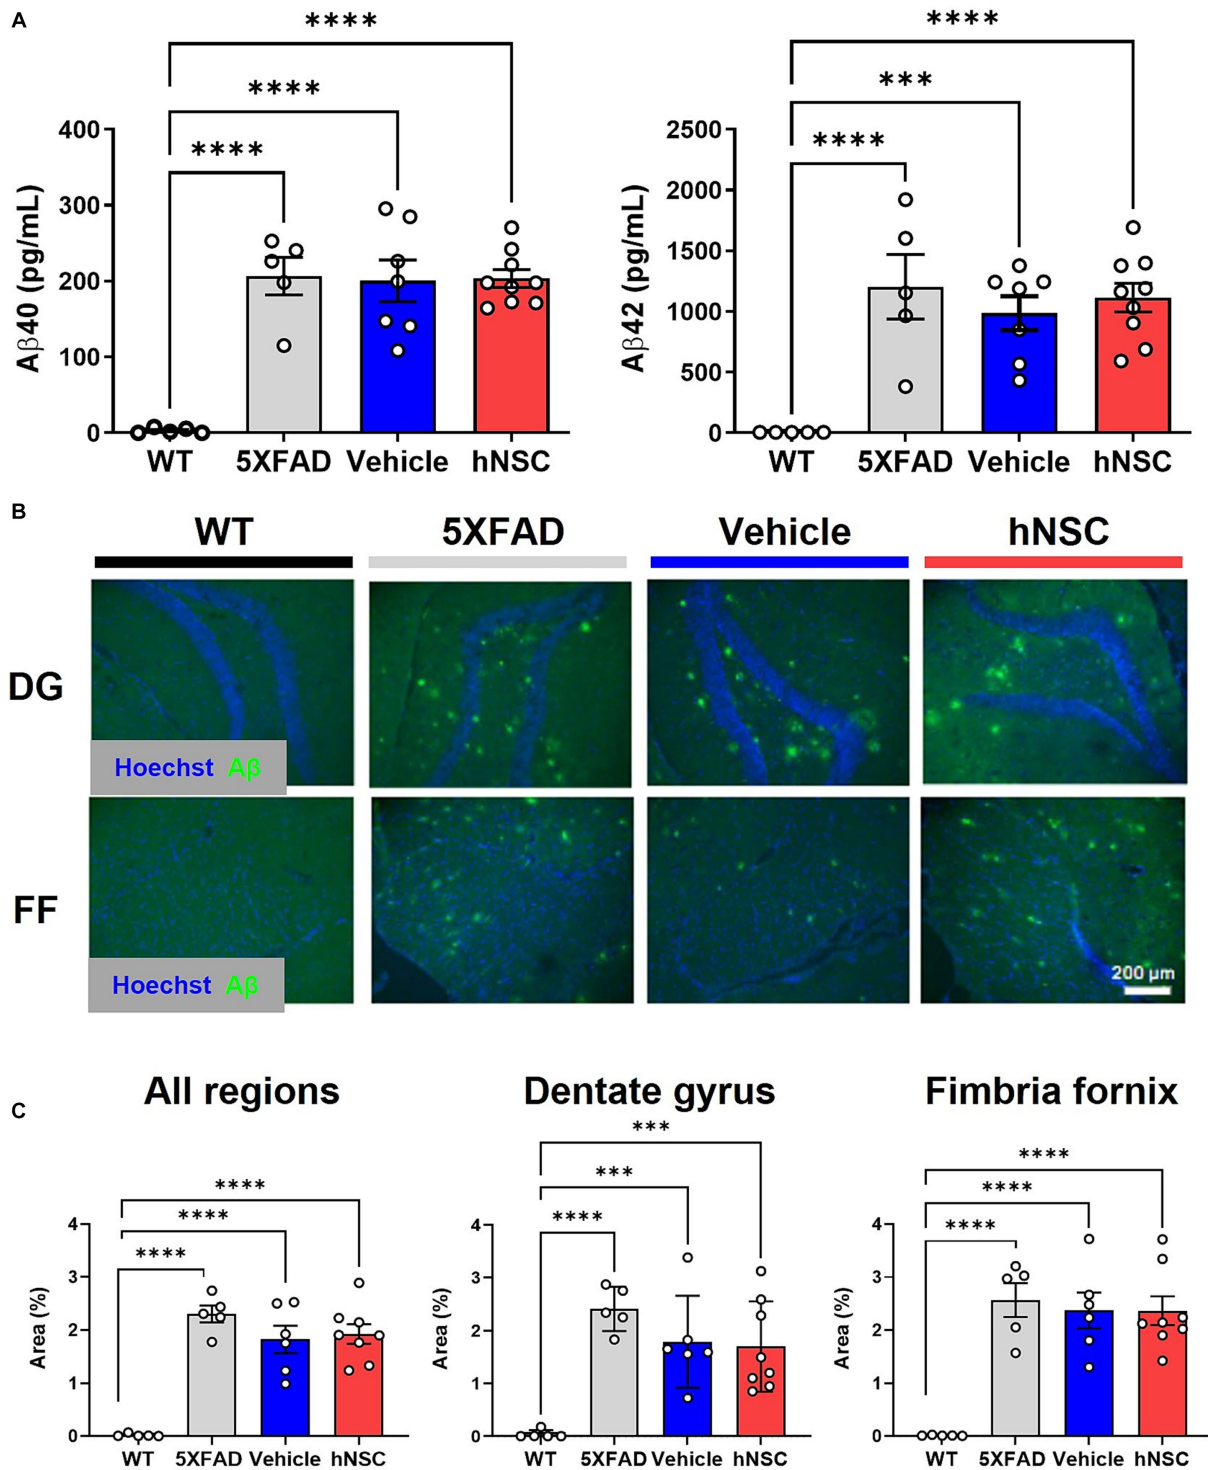 A
**** ****
**** ***
**** ****
400 300 200 100 0
Aβ40 (pg/mL)
WT 5XFAD Vehicle hNSC
2500 2000 1500 1000 500 0
Aβ42 (pg/mL)
WT 5XFAD Vehicle hNSC
B
WT 5XFAD Vehicle hNSC
DG
Hoechst Aβ
FF
Hoechst Aβ
200 µm
C
All regions
****
****
****
4 3 2 1 0
Area (%)
WT 5XFAD Vehicle hNSC
Dentate gyrus
***
***
****
4 3 2 1 0
Area (%)
WT 5XFAD Vehicle hNSC
Fimbria fornix
****
****
****
4 3 2 1 0
Area (%)
WT 5XFAD Vehicle hNSC